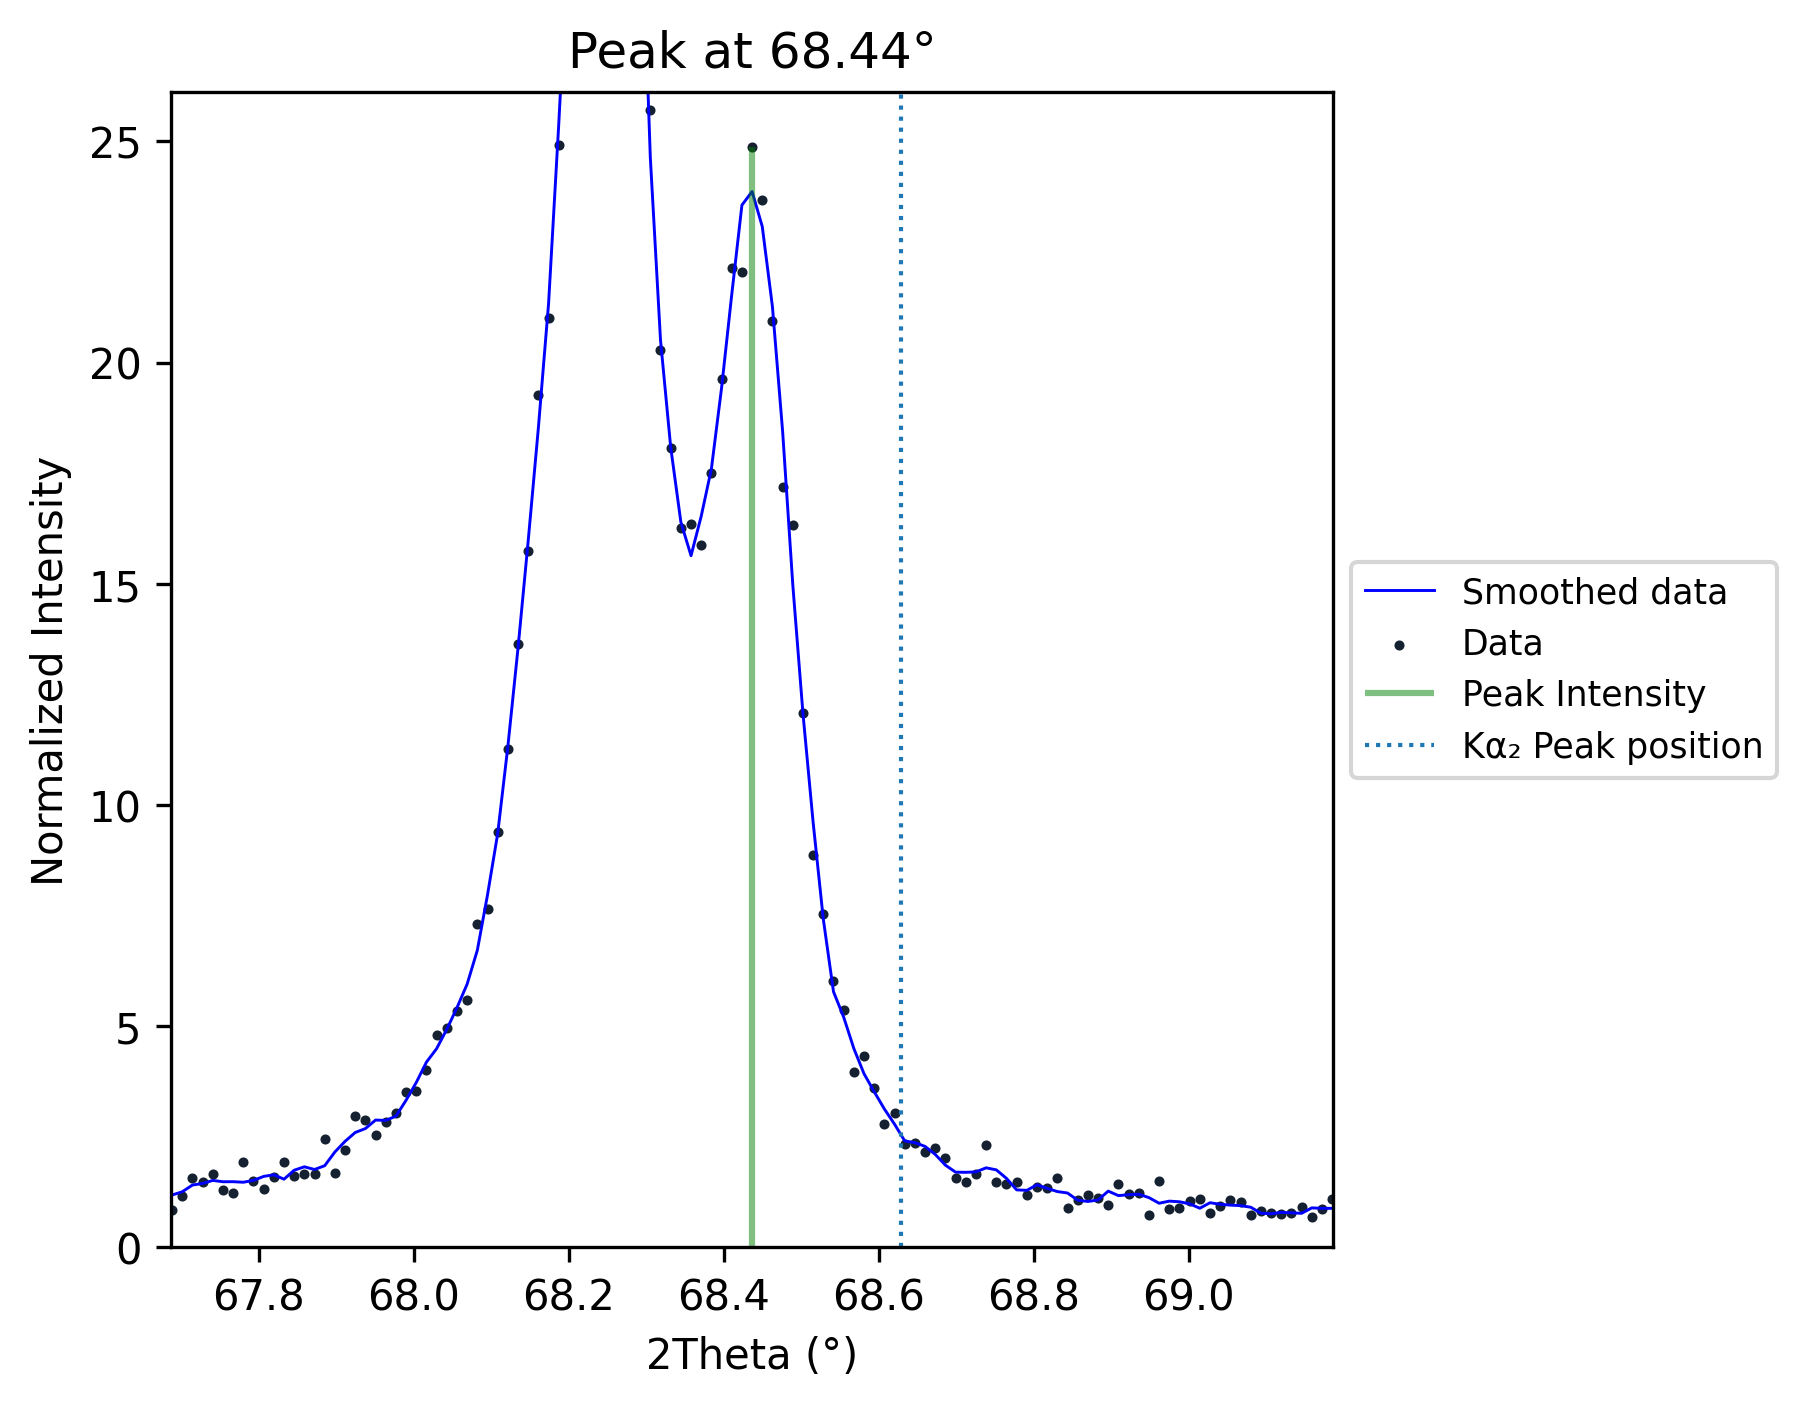 Peak at 68.44°
Normalized Intensity
25
20
15
10
5
0
67.8 68.0 68.2 68.4 68.6 68.8 69.0
2Theta (°)
Smoothed data
Data
Peak Intensity
Kα₂ Peak position